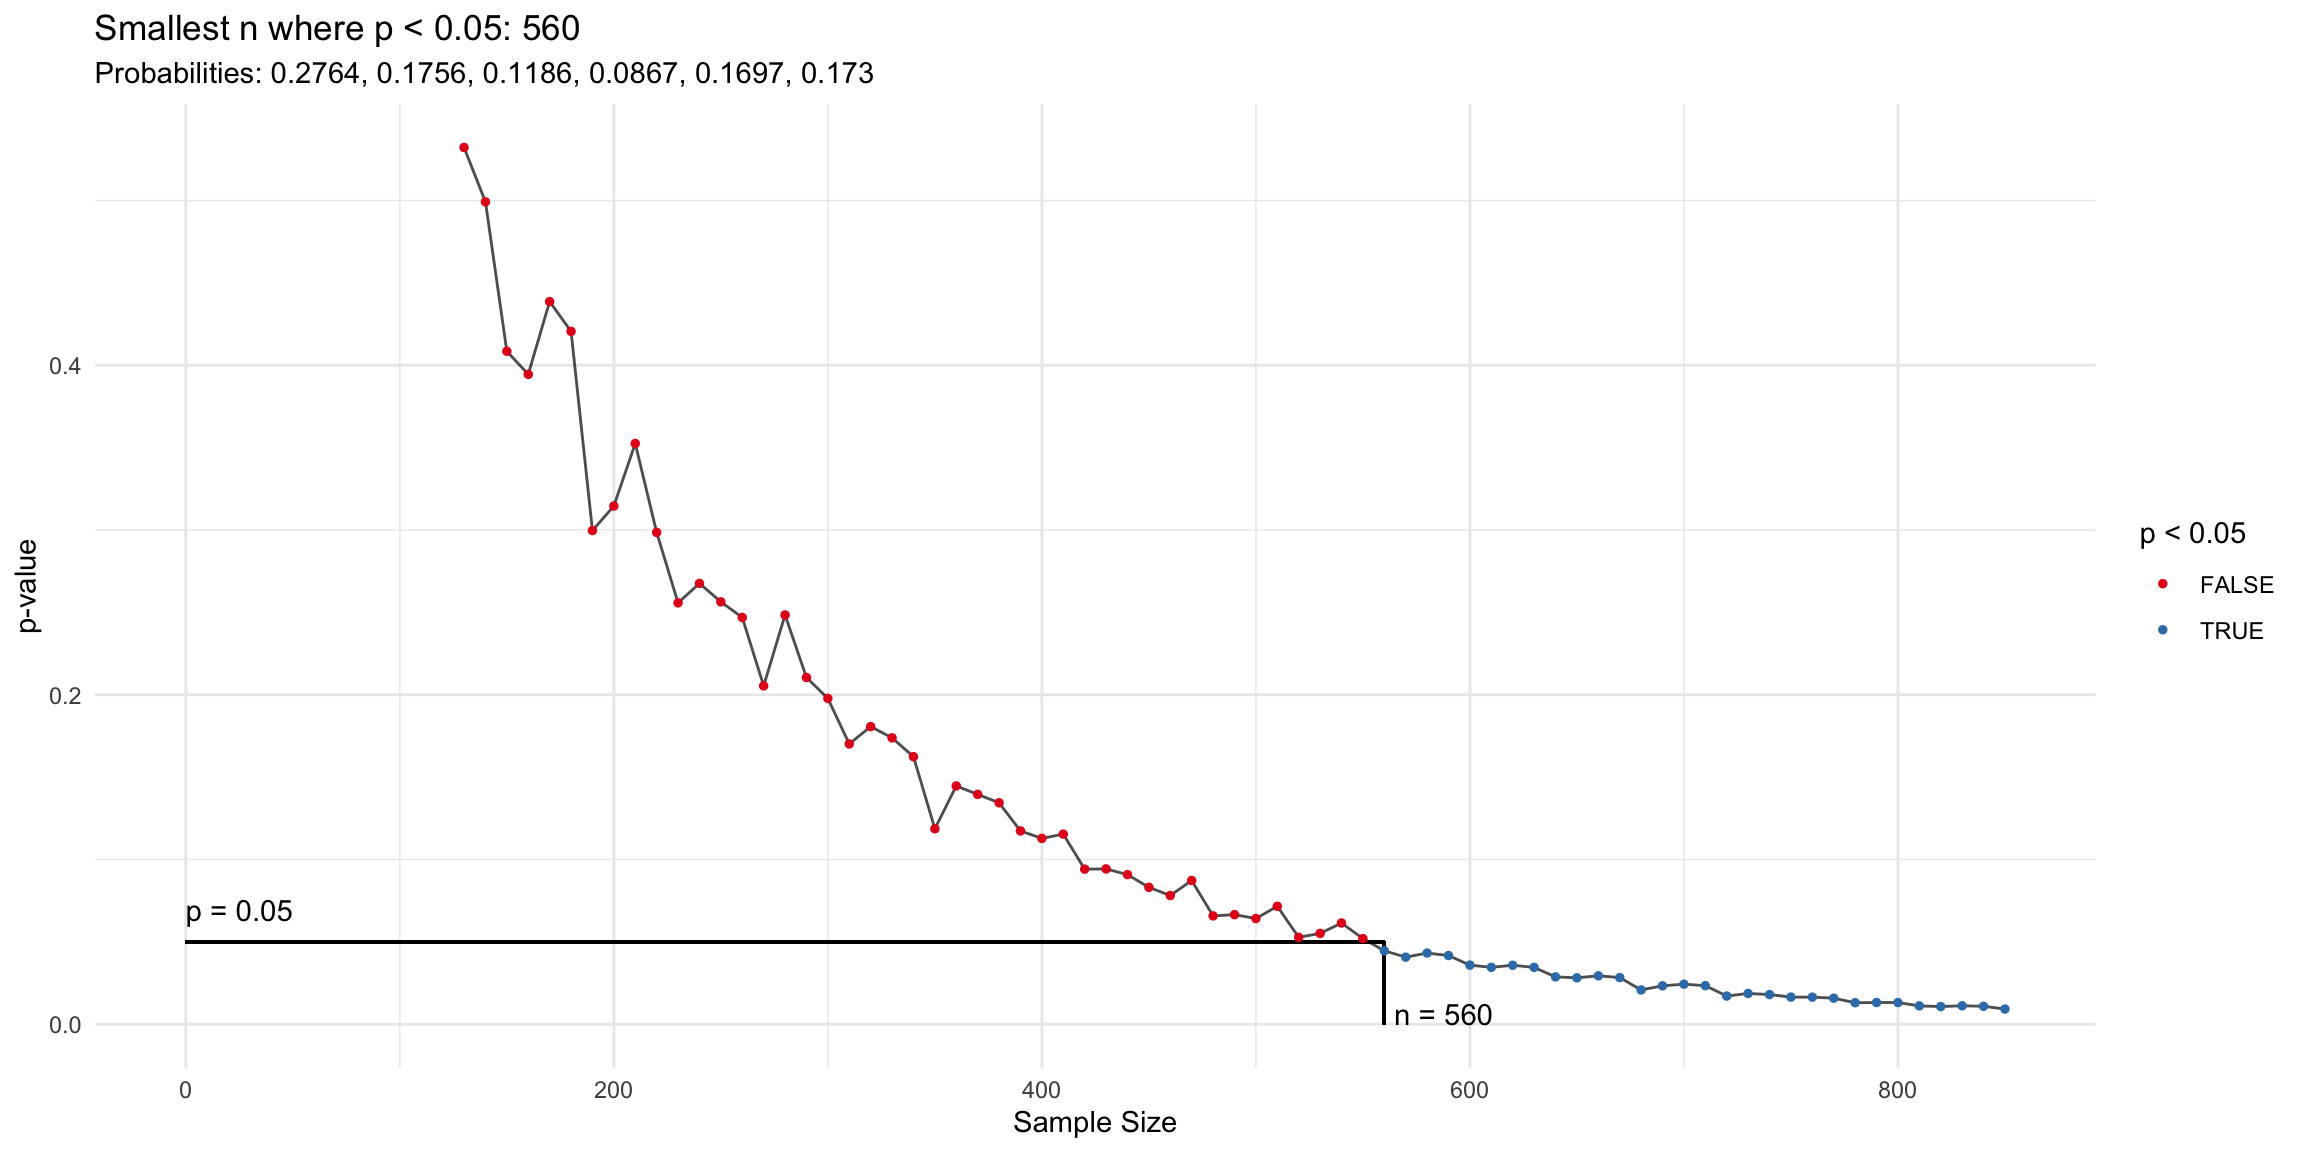 Smallest n where p < 0.05: 560
Probabilities: 0.2764, 0.1756, 0.1186, 0.0867, 0.1697, 0.173
p-value
0.4
0.2
0.0
p = 0.05
n = 560
0
200
400
600
800
Sample Size
p < 0.05
FALSE
TRUE